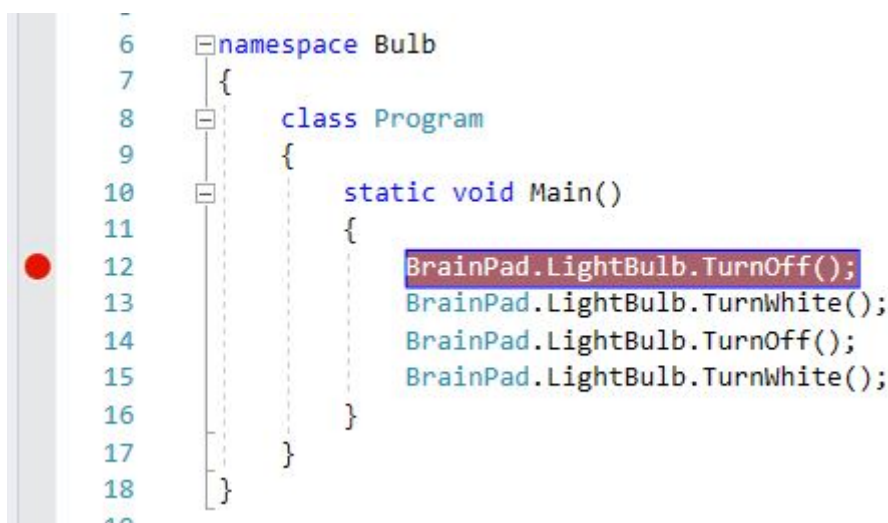 6 namespace Bulb
7 {
8 class Program
9 {
10 static void Main()
11 {
12 BrainPad.LightBulb.TurnOff();
13 BrainPad.LightBulb.TurnWhite();
14 BrainPad.LightBulb.TurnOff();
15 BrainPad.LightBulb.TurnWhite();
16 }
17 }
18 }